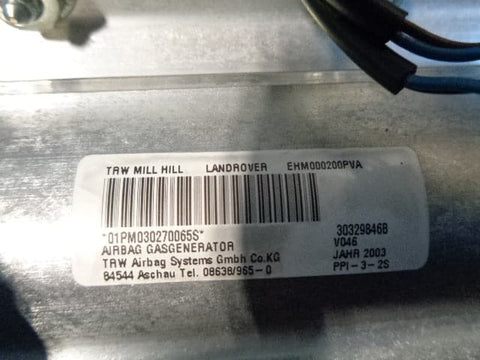 TRW MILL HILL LANDROVER EHM000200PVA
*01PM030270065S* 30329846B
AIRBAG GASGENERATOR V046
TRW Airbag Systems Gmbh Co.KG JAHR 2003
84544 Aschau Tel. 08638/965-0 PPI-3-2S